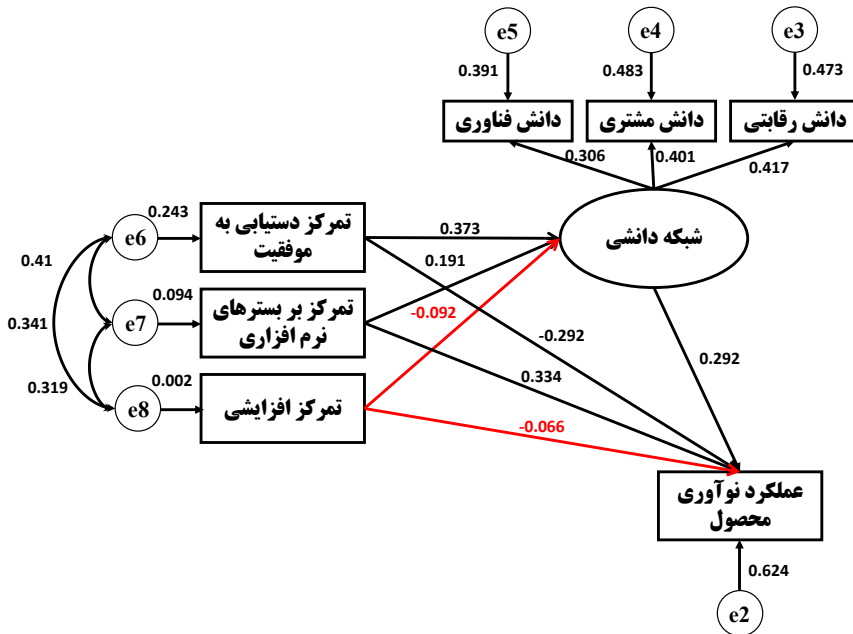 e5
e4
e3
0.391
0.483
0.473
دانش فناوری
دانش مشتری
دانش رقابتی
0.306
0.401
0.417
0.243
تمرکز دستیابی به
موفقیت
e6
0.373
شبکه دانشی
0.41
0.191
0.094
تمرکز بر بسترهای
نرم افزاری
e7
-0.092
0.341
-0.292
0.292
0.319
0.002
0.334
e8
تمرکز افزایشی
-0.066
عملکرد نوآوری
محصول
0.624
e2